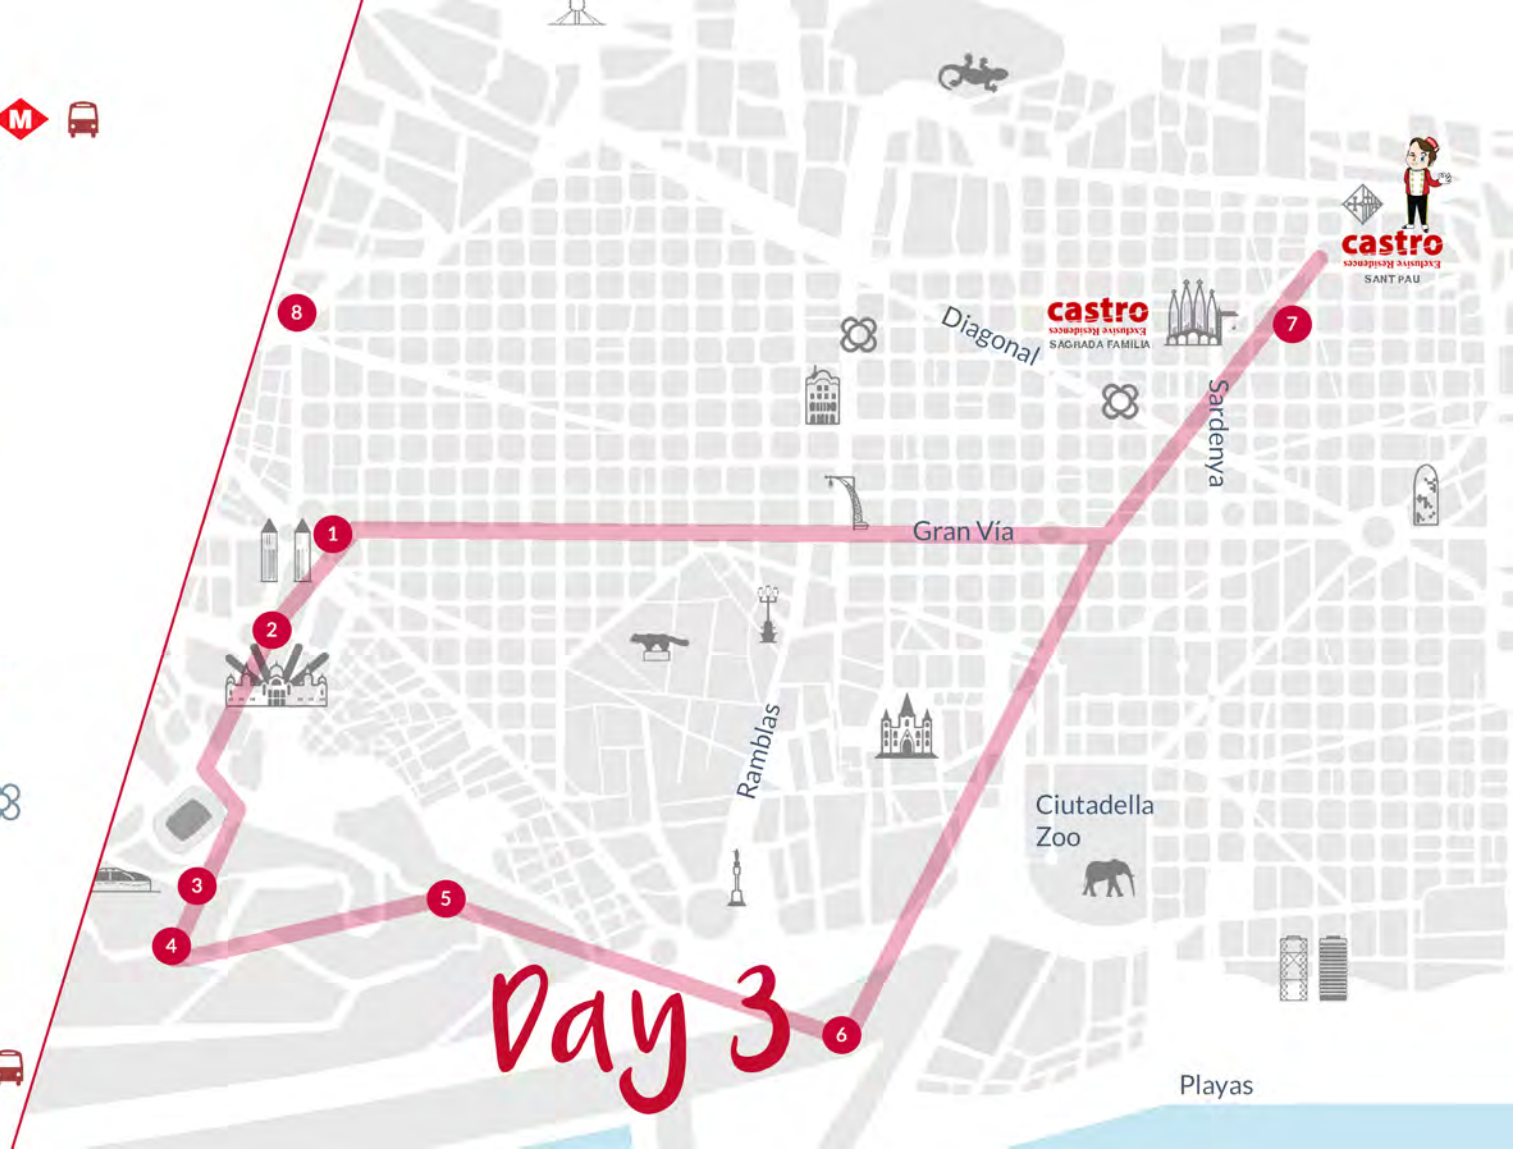 M
castro
Exclusive Residences
SANT PAU
8
castro
Exclusive Residences
SAGRADA FAMILIA
Diagonal
7
Sardenya
1
Gran Vía
2
Ramblas
Ciutadella
Zoo
3
5
4
Day 3
6
Playas